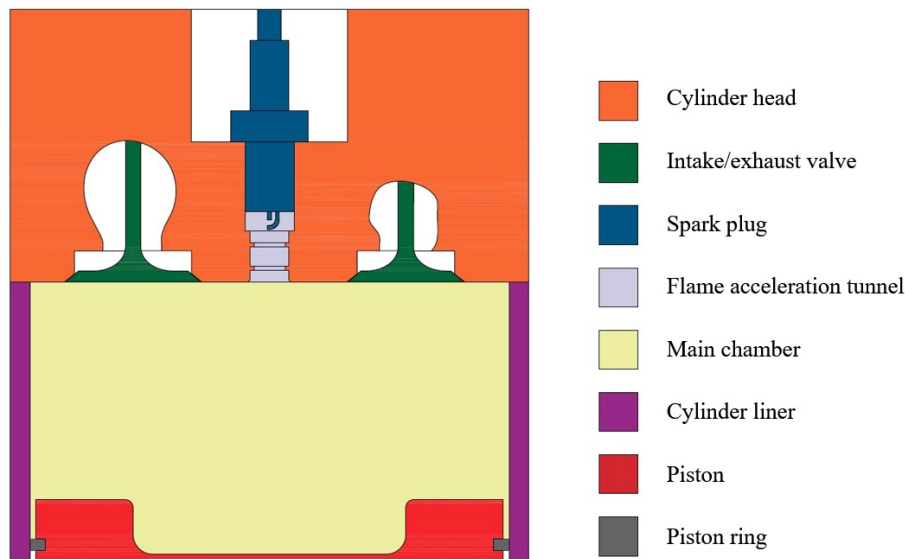 Cylinder head
Intake/exhaust valve
Spark plug
Flame acceleration tunnel
Main chamber
Cylinder liner
Piston
Piston ring